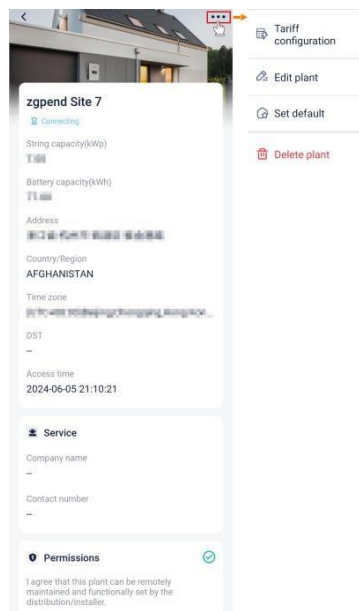 Tariff
configuration
Edit plant
Set default
Delete plant
zgpend Site 7
Connecting
String capacity(kWp)
Battery capacity(kWh)
Address
Country/Region
AFGHANISTAN
Time zone
DST
--
Access time
2024-06-05 21:10:21
Service
Company name
--
Contact number
--
Permissions
I agree that this plant can be remotely
maintained and functionally set by the
distribution/installer.